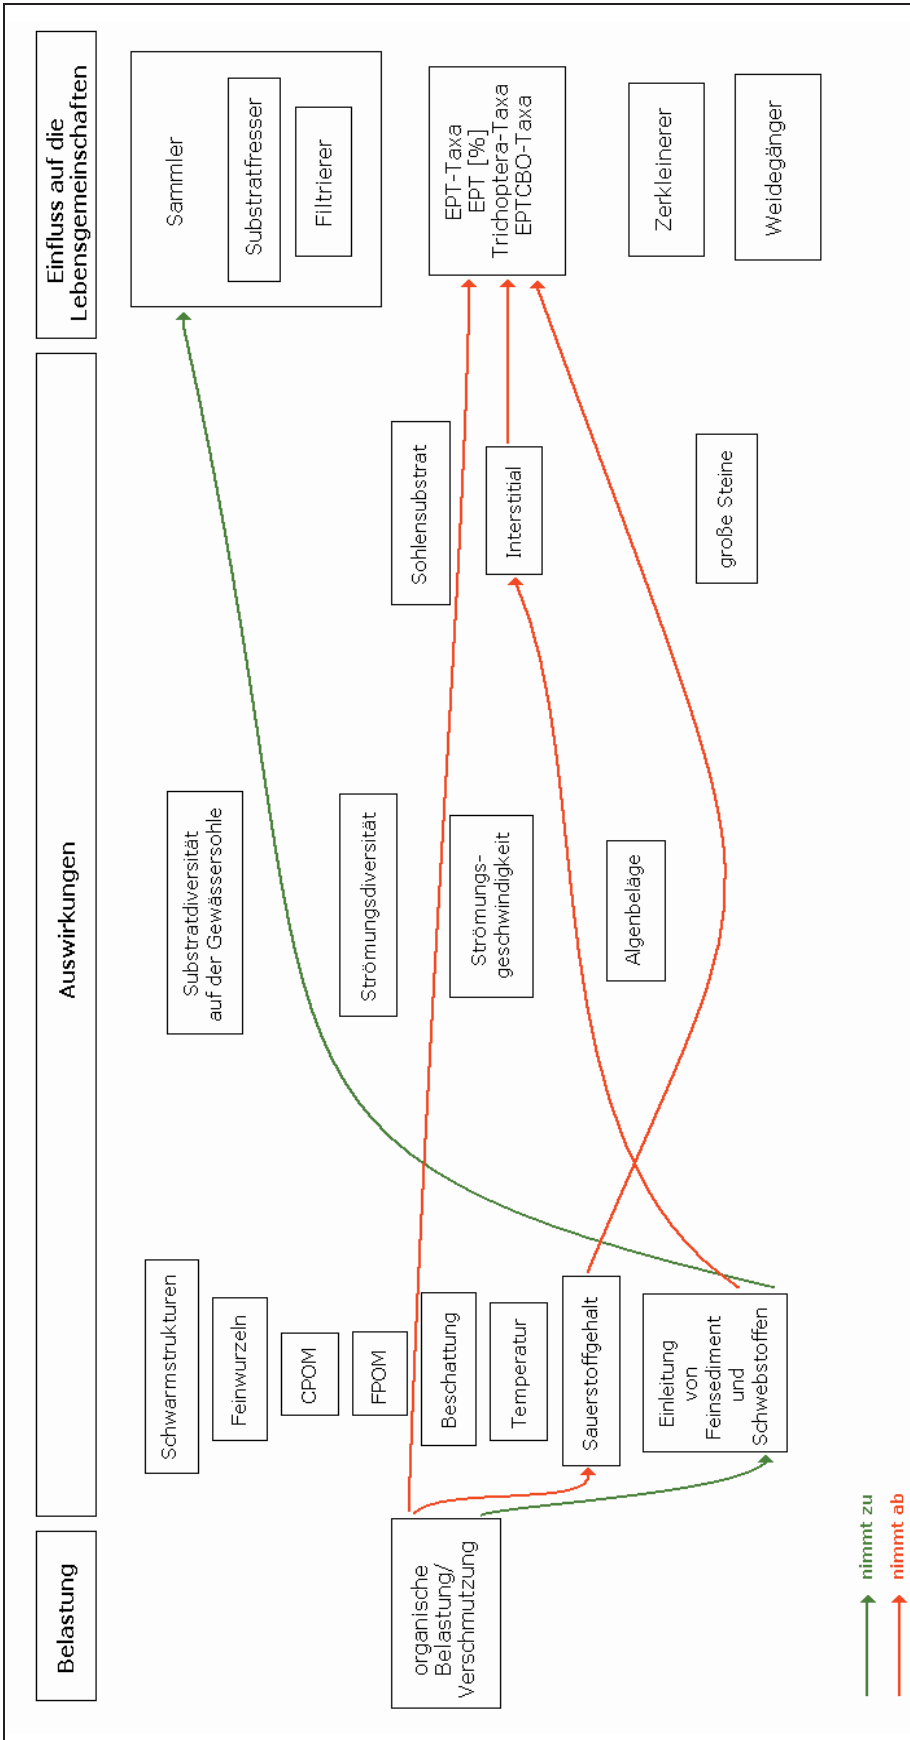 Belastung
Auswirkungen
Einfluss auf die
Lebensgemeinschaften
organische
Belastung/
Verschmutzung
Schwarmstrukturen
Feinwurzeln
CPOM
FPOM
Beschattung
Temperatur
Sauerstoffgehalt
Einleitung
von
Feinsediment
und
Schwebstoffen
Substratdiversität
auf der Gewässersohle
Strömungsdiversität
Strömungs-
geschwindigkeit
Algenbeläge
Sohlensubstrat
Interstitial
große Steine
Sammler
Substratfresser
Filtrierer
EPT-Taxa
EPT [%]
Trichoptera-Taxa
EPTCBO-Taxa
Zerkleinerer
Weidegänger
nimmt zu
nimmt ab